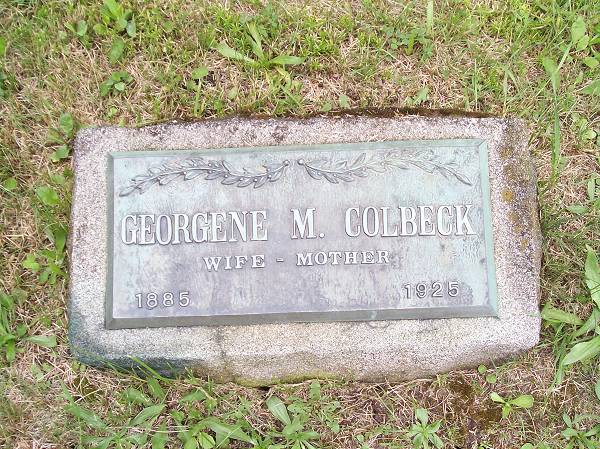 GEORGENE M. COLBECK
WIFE - MOTHER
1885 1925